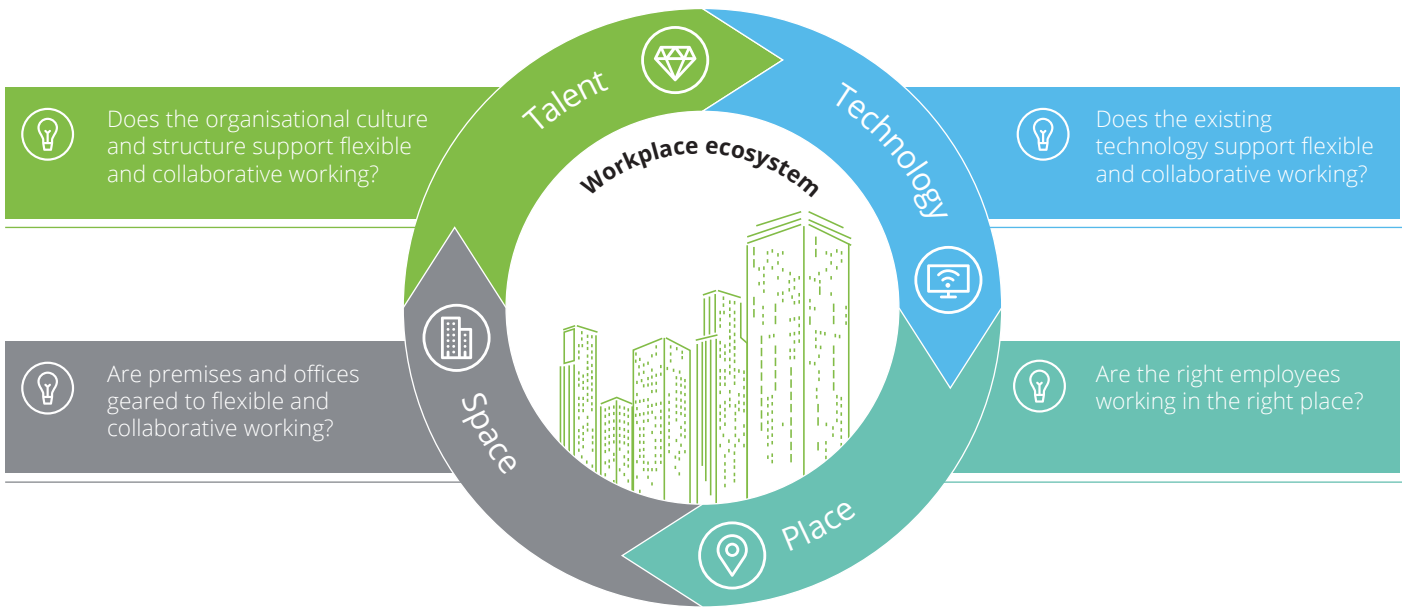 Talent
Technology
Workplace ecosystem
Does the organisational culture
and structure support flexible
and collaborative working?
Does the existing
technology support flexible
and collaborative working?
Are premises and offices
geared to flexible and
collaborative working?
Are the right employees
working in the right place?
Space
Place